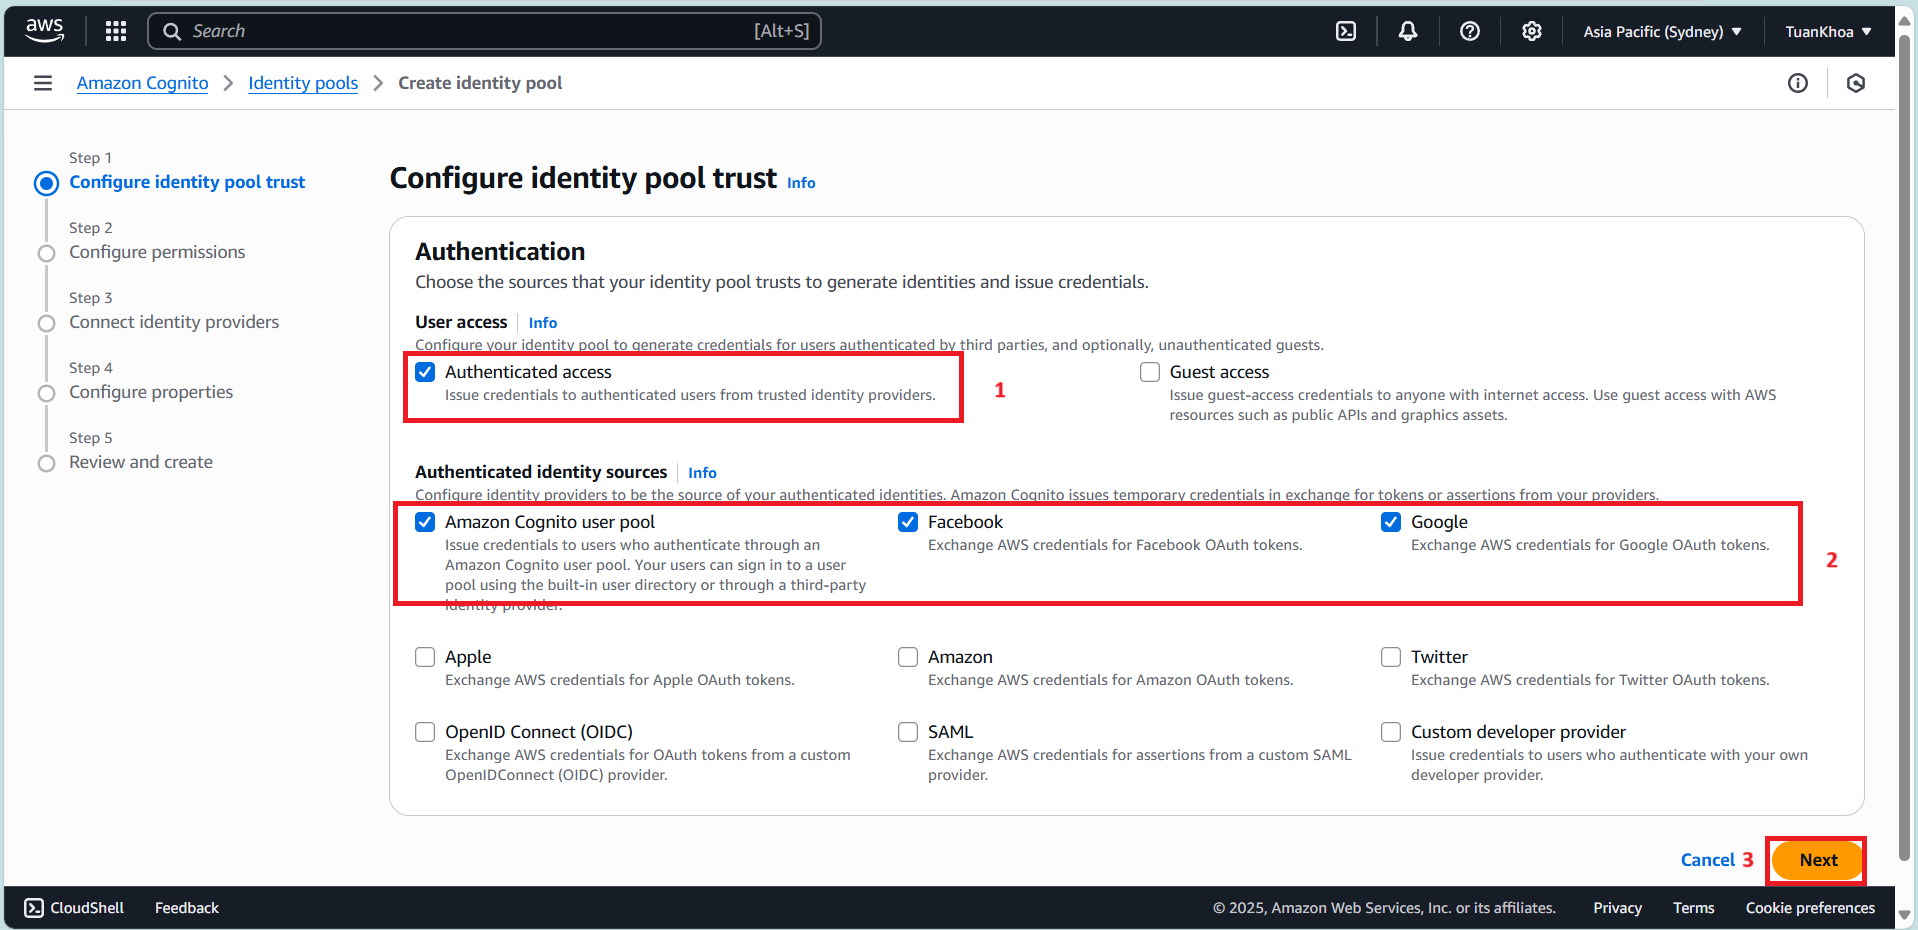 aws
Search
[Alt+S]
Asia Pacific (Sydney)
TuanKhoa
Amazon Cognito
Identity pools
Create identity pool
Step 1
Configure identity pool trust
Step 2
Configure permissions
Step 3
Connect identity providers
Step 4
Configure properties
Step 5
Review and create
Configure identity pool trust Info
Authentication
Choose the sources that your identity pool trusts to generate identities and issue credentials.
User access Info
Configure your identity pool to generate credentials for users authenticated by third parties, and optionally, unauthenticated guests.
Authenticated access
Issue credentials to authenticated users from trusted identity providers.
1
Guest access
Issue guest-access credentials to anyone with internet access. Use guest access with AWS
resources such as public APIs and graphics assets.
Authenticated identity sources Info
Configure identity providers to be the source of your authenticated identities. Amazon Cognito issues temporary credentials in exchange for tokens or assertions from your providers.
Amazon Cognito user pool
Issue credentials to users who authenticate through an
Amazon Cognito user pool. Your users can sign in to a user
pool using the built-in user directory or through a third-party
identity provider.
Facebook
Exchange AWS credentials for Facebook OAuth tokens.
Google
Exchange AWS credentials for Google OAuth tokens.
2
Apple
Exchange AWS credentials for Apple OAuth tokens.
Amazon
Exchange AWS credentials for Amazon OAuth tokens.
Twitter
Exchange AWS credentials for Twitter OAuth tokens.
OpenID Connect (OIDC)
Exchange AWS credentials for OAuth tokens from a custom
OpenIDConnect (OIDC) provider.
SAML
Exchange AWS credentials for assertions from a custom SAML
provider.
Custom developer provider
Issue credentials to users who authenticate with your own
developer provider.
Cancel 3 Next
CloudShell
Feedback
© 2025, Amazon Web Services, Inc. or its affiliates.
Privacy
Terms
Cookie preferences